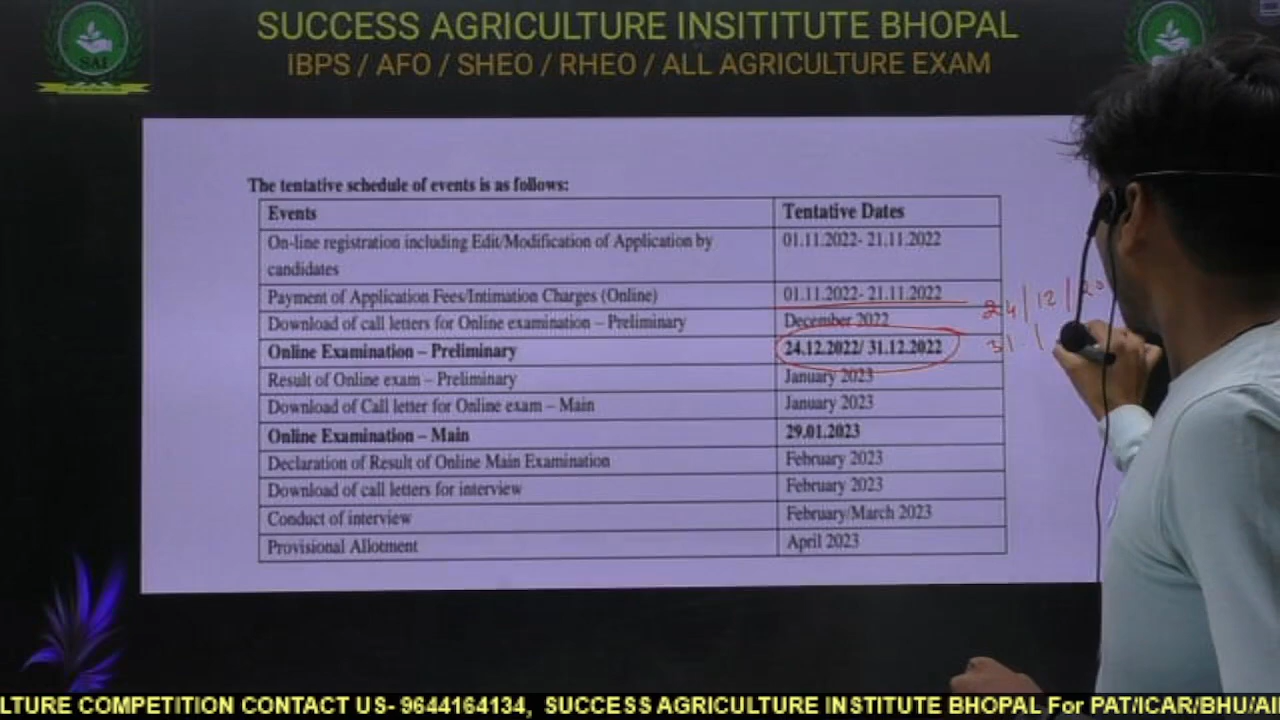 SUCCESS AGRICULTURE INSITITUTE BHOPAL
IBPS / AFO / SHEO / RHEO / ALL AGRICULTURE EXAM
SAI
The tentative schedule of events is as follows:
Events Tentative Dates
On-line registration including Edit/Modification of Application by candidates 01.11.2022- 21.11.2022
Payment of Application Fees/Intimation Charges (Online) 01.11.2022- 21.11.2022
Download of call letters for Online examination – Preliminary December 2022
Online Examination – Preliminary 24.12.2022/ 31.12.2022
Result of Online exam – Preliminary January 2023
Download of Call letter for Online exam – Main January 2023
Online Examination – Main 29.01.2023
Declaration of Result of Online Main Examination February 2023
Download of call letters for interview February 2023
Conduct of interview February/March 2023
Provisional Allotment April 2023
24/12/20
31
LTURE COMPETITION CONTACT US- 9644164134, SUCCESS AGRICULTURE INSTITUTE BHOPAL For PAT/ICAR/BHU/AI